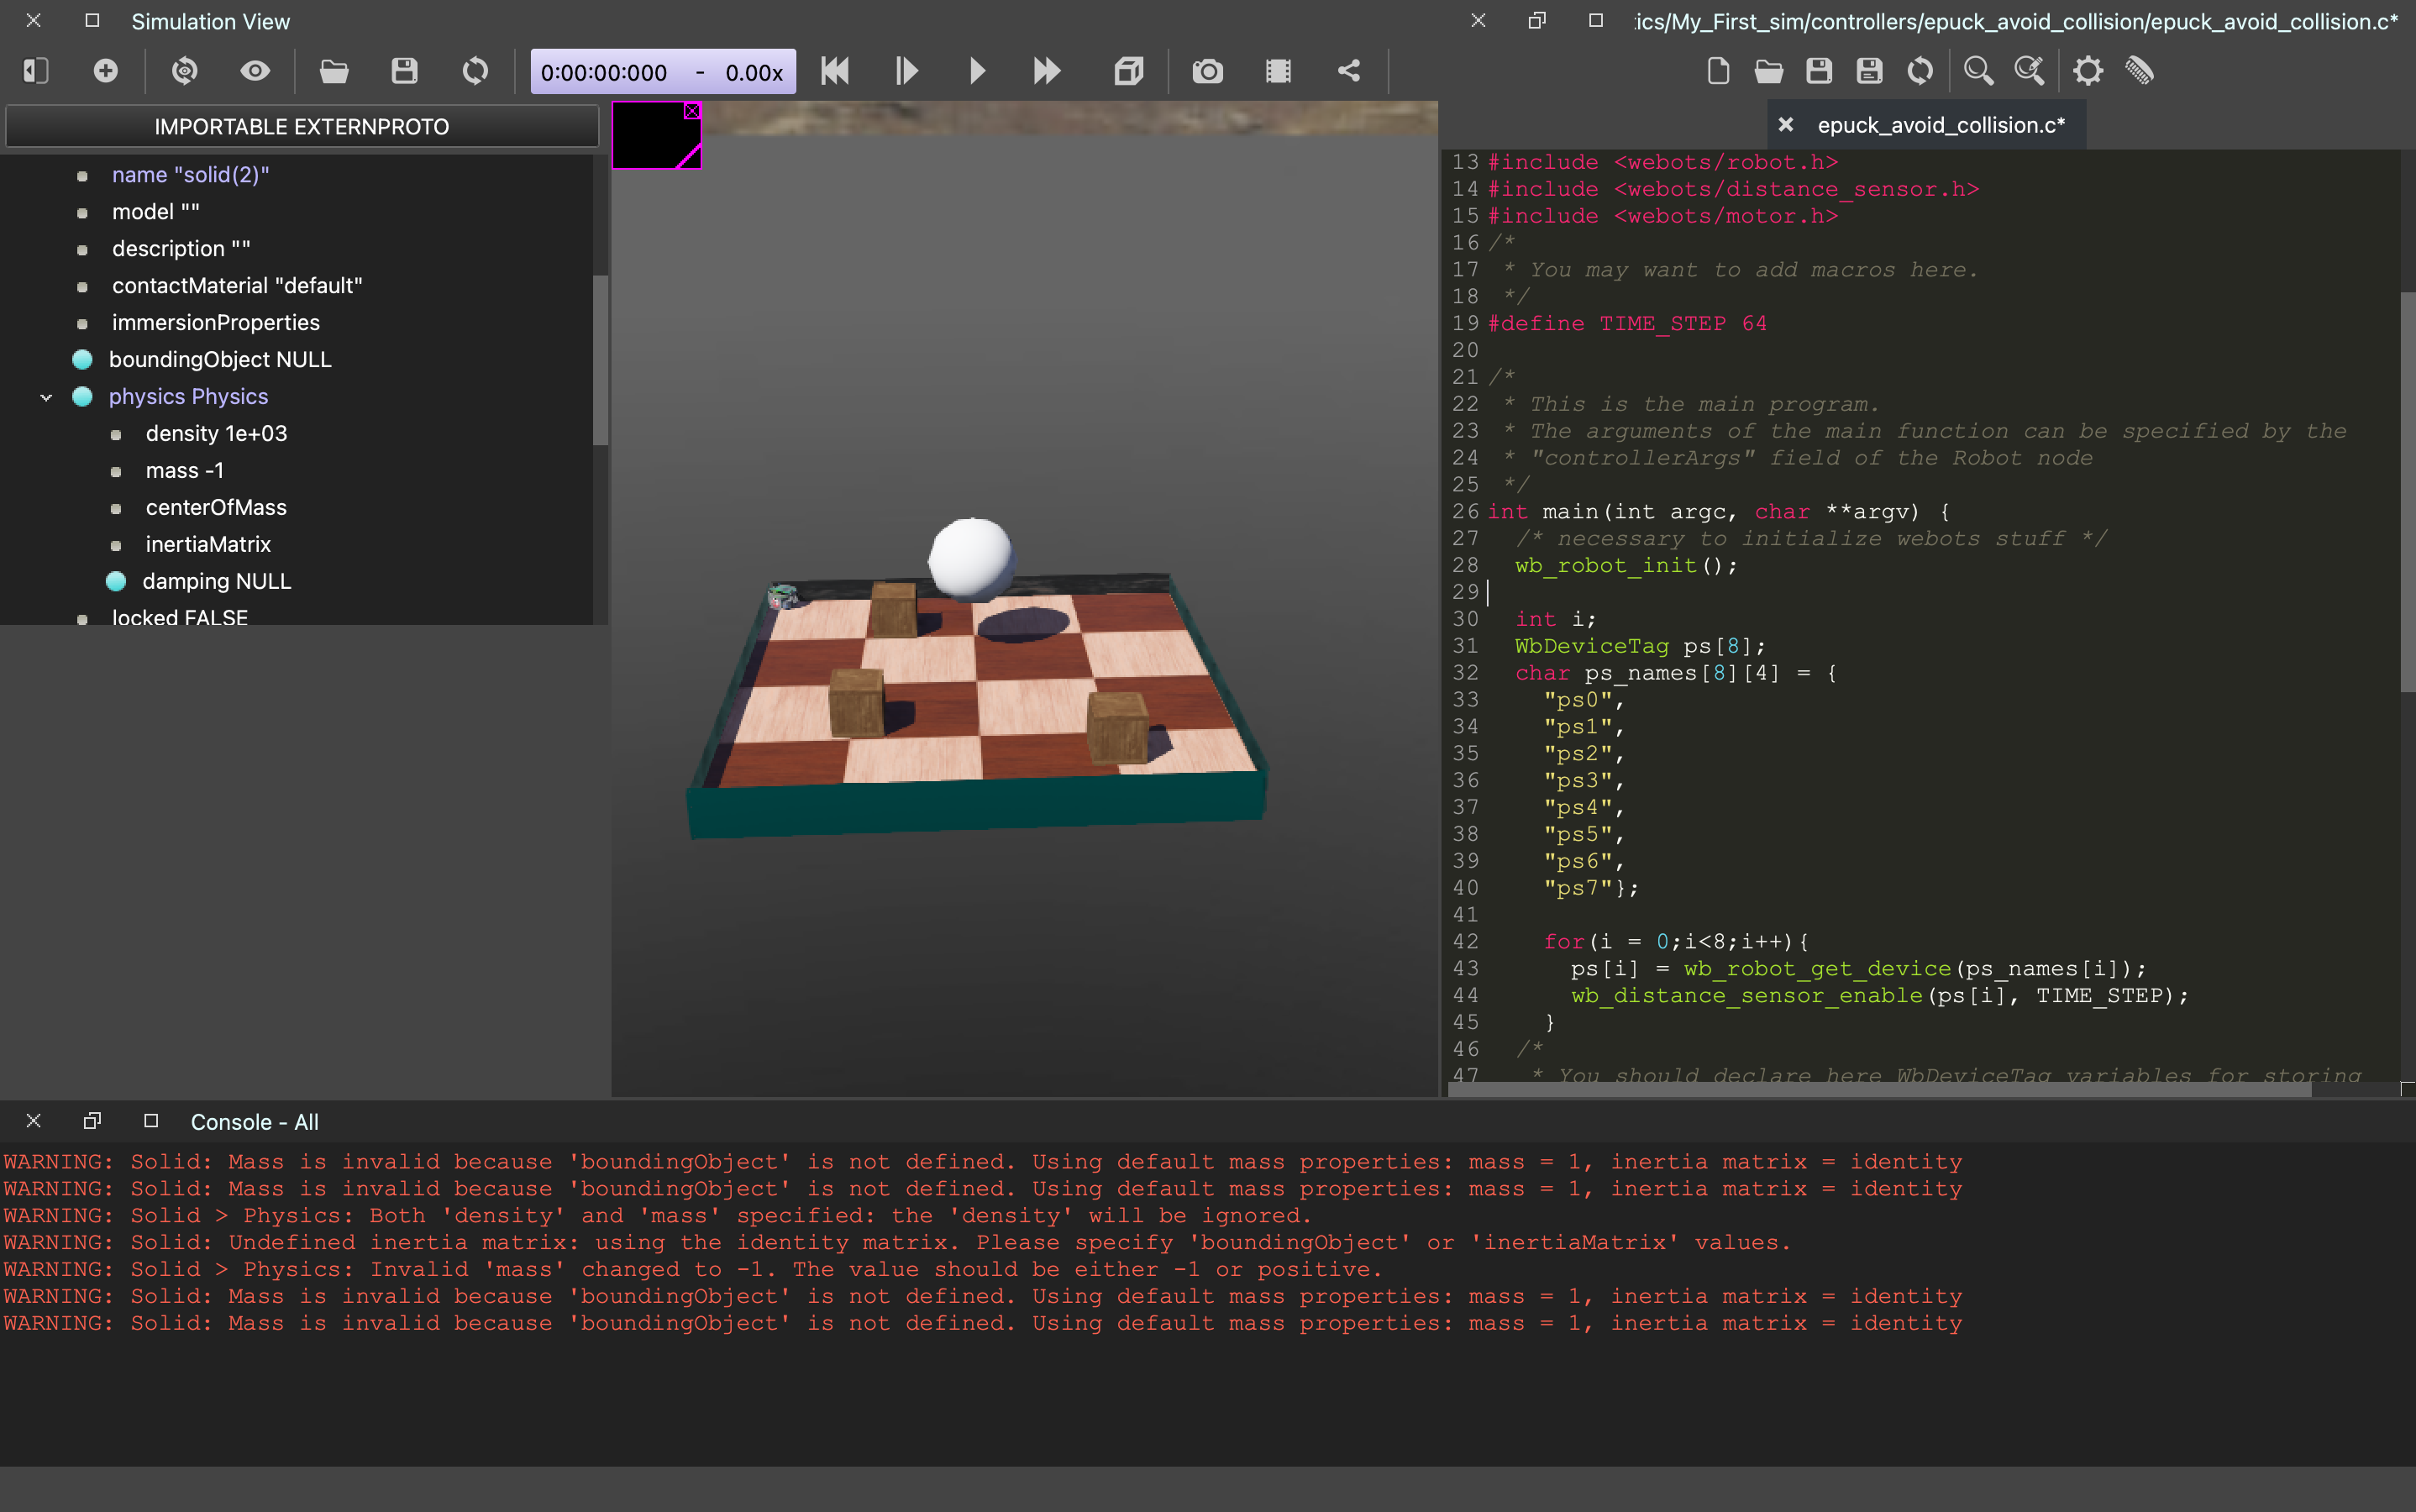 Simulation View
:ics/My_First_sim/controllers/epuck_avoid_collision/epuck_avoid_collision.c*
0:00:00:000 - 0.00x
IMPORTABLE EXTERNPROTO
name "solid(2)"
model ""
description ""
contactMaterial "default"
immersionProperties
boundingObject NULL
physics Physics
density 1e+03
mass -1
centerOfMass
inertiaMatrix
damping NULL
locked FALSE
epuck_avoid_collision.c*
13 #include <webots/robot.h>
14 #include <webots/distance_sensor.h>
15 #include <webots/motor.h>
16 /*
17  * You may want to add macros here.
18  */
19 #define TIME_STEP 64
20
21 /*
22  * This is the main program.
23  * The arguments of the main function can be specified by the
24  * "controllerArgs" field of the Robot node
25  */
26 int main(int argc, char **argv) {
27   /* necessary to initialize webots stuff */
28   wb_robot_init();
29
30   int i;
31   WbDeviceTag ps[8];
32   char ps_names[8][4] = {
33     "ps0",
34     "ps1",
35     "ps2",
36     "ps3",
37     "ps4",
38     "ps5",
39     "ps6",
40     "ps7"};
41
42     for(i = 0;i<8;i++){
43       ps[i] = wb_robot_get_device(ps_names[i]);
44       wb_distance_sensor_enable(ps[i], TIME_STEP);
45     }
46   /*
47    * You should declare here WbDeviceTag variables for storing
Console - All
WARNING: Solid: Mass is invalid because 'boundingObject' is not defined. Using default mass properties: mass = 1, inertia matrix = identity
WARNING: Solid: Mass is invalid because 'boundingObject' is not defined. Using default mass properties: mass = 1, inertia matrix = identity
WARNING: Solid > Physics: Both 'density' and 'mass' specified: the 'density' will be ignored.
WARNING: Solid: Undefined inertia matrix: using the identity matrix. Please specify 'boundingObject' or 'inertiaMatrix' values.
WARNING: Solid > Physics: Invalid 'mass' changed to -1. The value should be either -1 or positive.
WARNING: Solid: Mass is invalid because 'boundingObject' is not defined. Using default mass properties: mass = 1, inertia matrix = identity
WARNING: Solid: Mass is invalid because 'boundingObject' is not defined. Using default mass properties: mass = 1, inertia matrix = identity